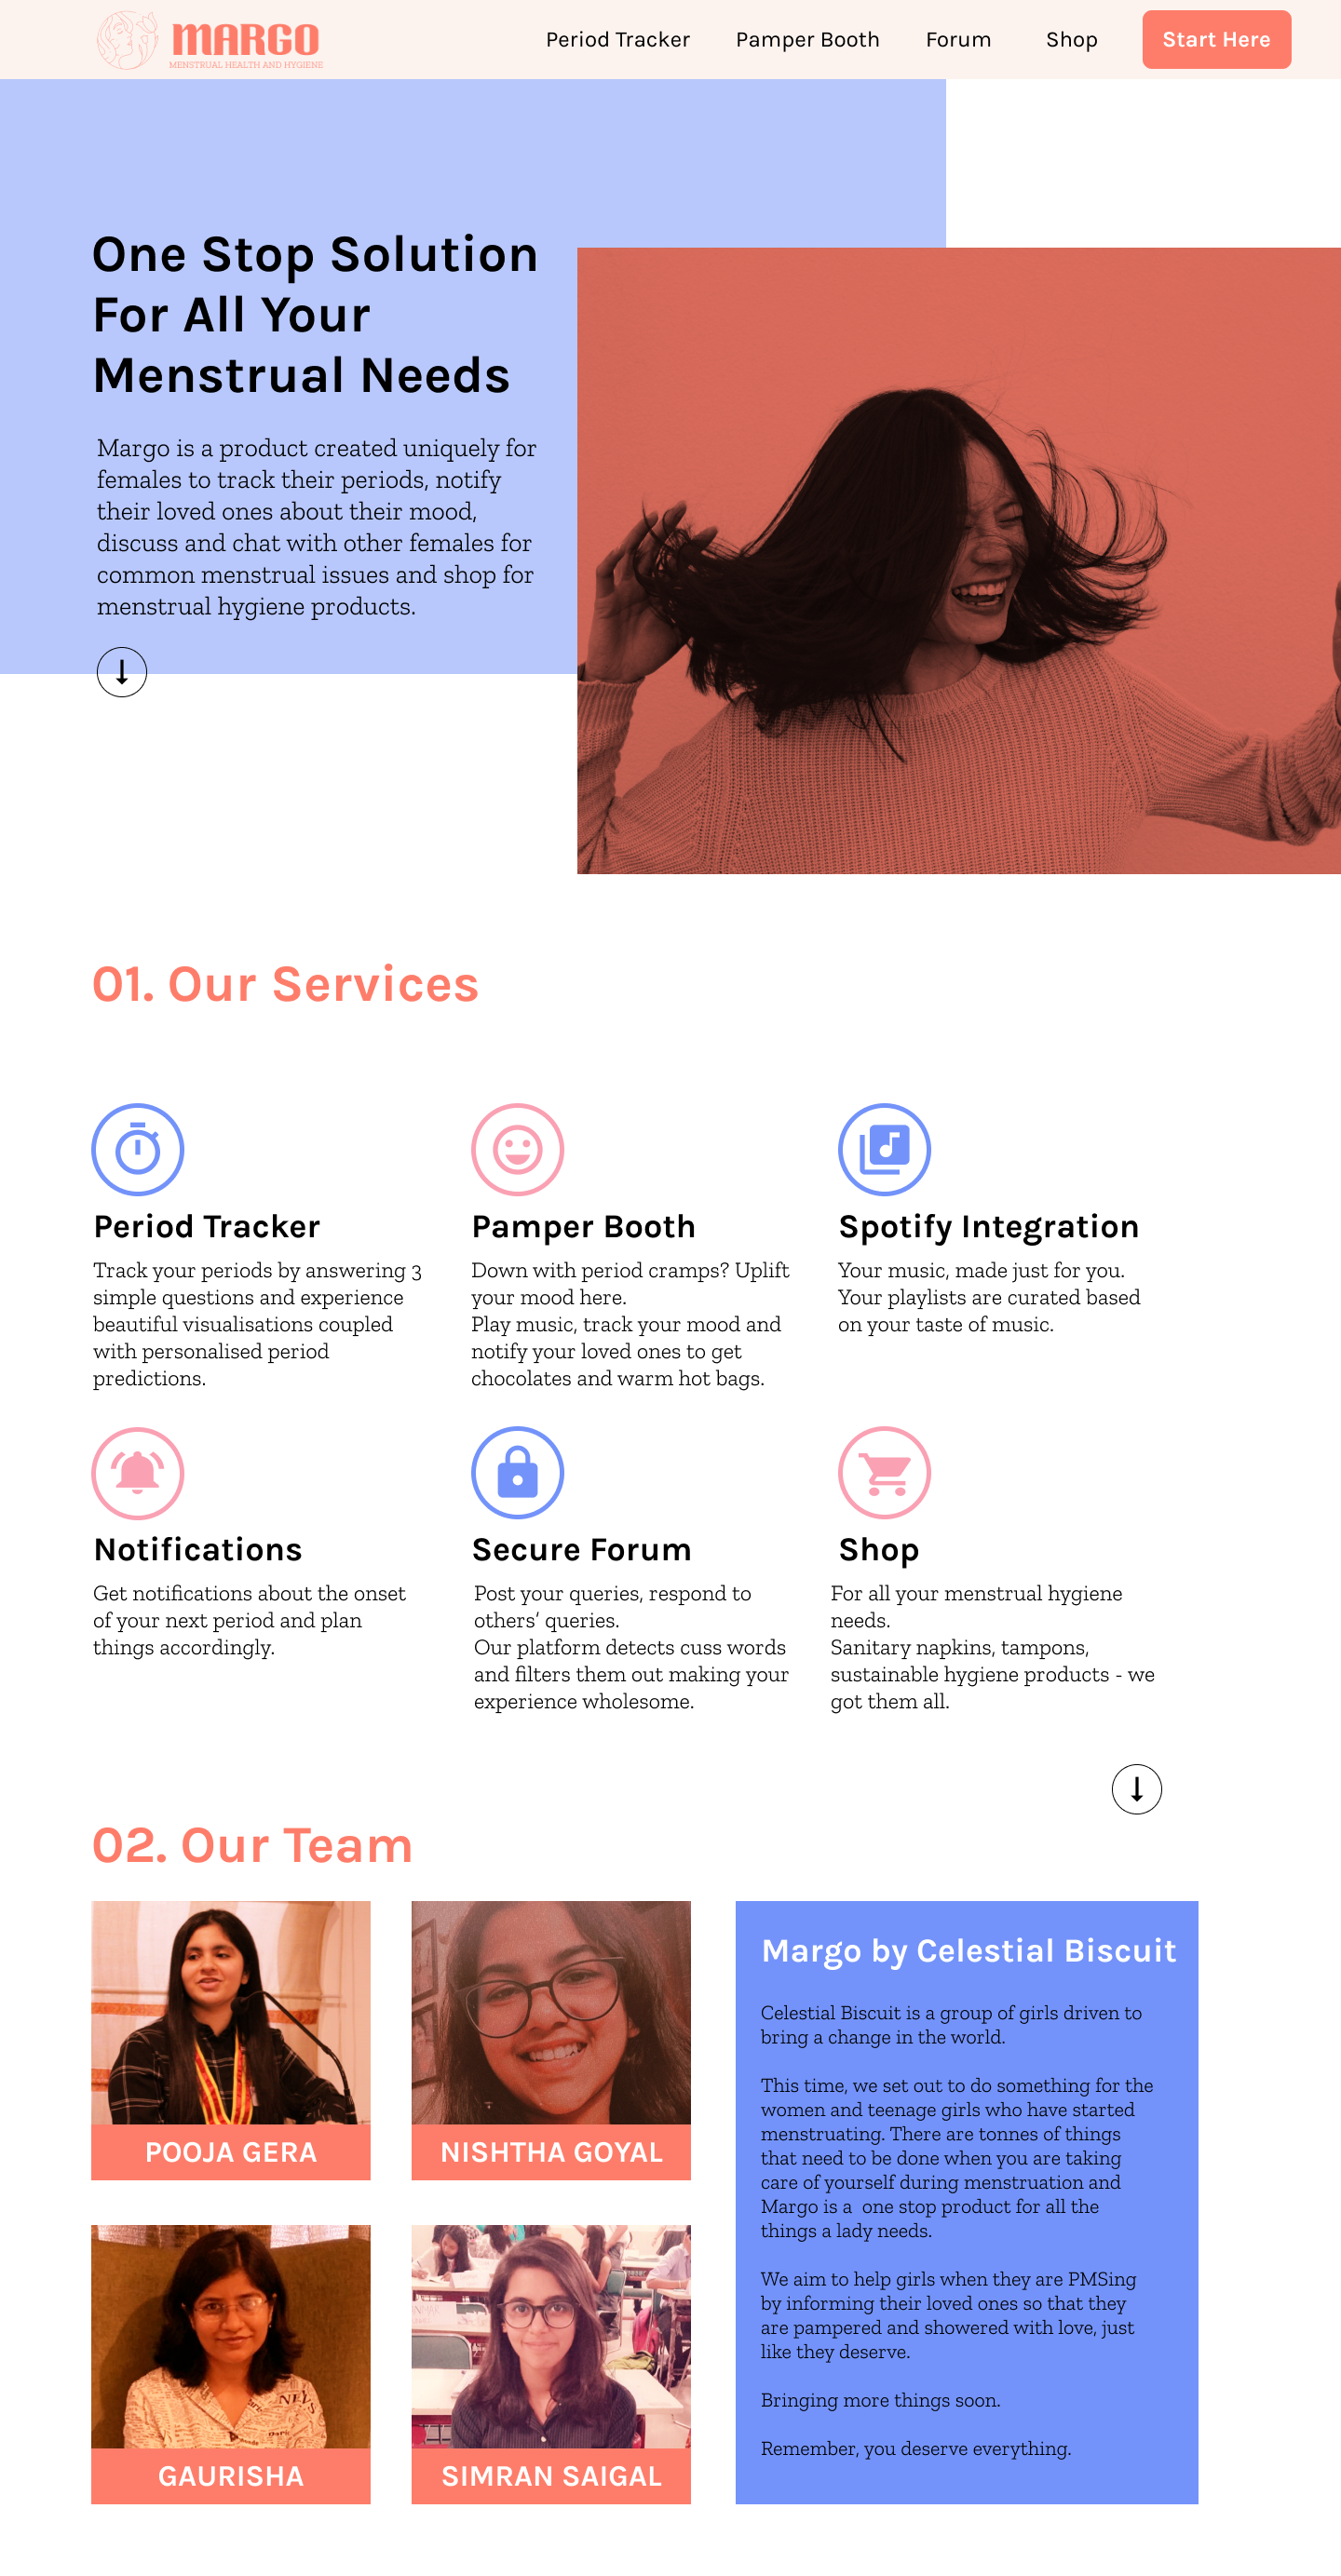 MARGO
MENSTRUAL HEALTH AND HYGIENE
Period Tracker
Pamper Booth
Forum
Shop
Start Here
One Stop Solution
For All Your
Menstrual Needs
Margo is a product created uniquely for
females to track their periods, notify
their loved ones about their mood,
discuss and chat with other females for
common menstrual issues and shop for
menstrual hygiene products.
01. Our Services
Period Tracker
Track your periods by answering 3
simple questions and experience
beautiful visualisations coupled
with personalised period
predictions.
Pamper Booth
Down with period cramps? Uplift
your mood here.
Play music, track your mood and
notify your loved ones to get
chocolates and warm hot bags.
Spotify Integration
Your music, made just for you.
Your playlists are curated based
on your taste of music.
Notifications
Get notifications about the onset
of your next period and plan
things accordingly.
Secure Forum
Post your queries, respond to
others’ queries.
Our platform detects cuss words
and filters them out making your
experience wholesome.
Shop
For all your menstrual hygiene
needs.
Sanitary napkins, tampons,
sustainable hygiene products - we
got them all.
02. Our Team
POOJA GERA
NISHTHA GOYAL
GAURISHA
SIMRAN SAIGAL
Margo by Celestial Biscuit
Celestial Biscuit is a group of girls driven to
bring a change in the world.
This time, we set out to do something for the
women and teenage girls who have started
menstruating. There are tonnes of things
that need to be done when you are taking
care of yourself during menstruation and
Margo is a  one stop product for all the
things a lady needs.
We aim to help girls when they are PMSing
by informing their loved ones so that they
are pampered and showered with love, just
like they deserve.
Bringing more things soon.
Remember, you deserve everything.